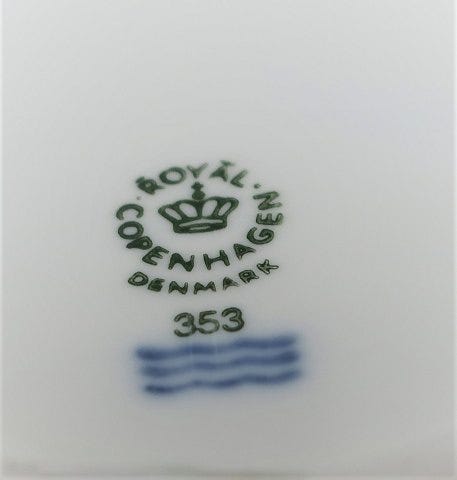 ROYAL
COPENHAGEN
DENMARK
353